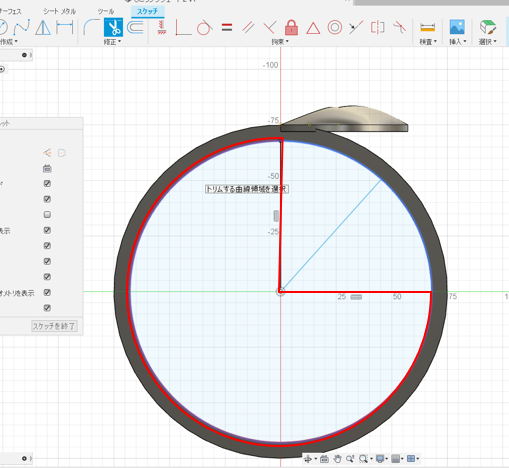 ーフェス シート メタル ツール スケッチ
作成▾ 修正▾ 拘束▾ 検査▾ 挿入▾ 選択▾
-100
-75
ット
-50
トリムする曲線領域を選択
-25
表示
25 50 75
オメトリを表示
スケッチを終了